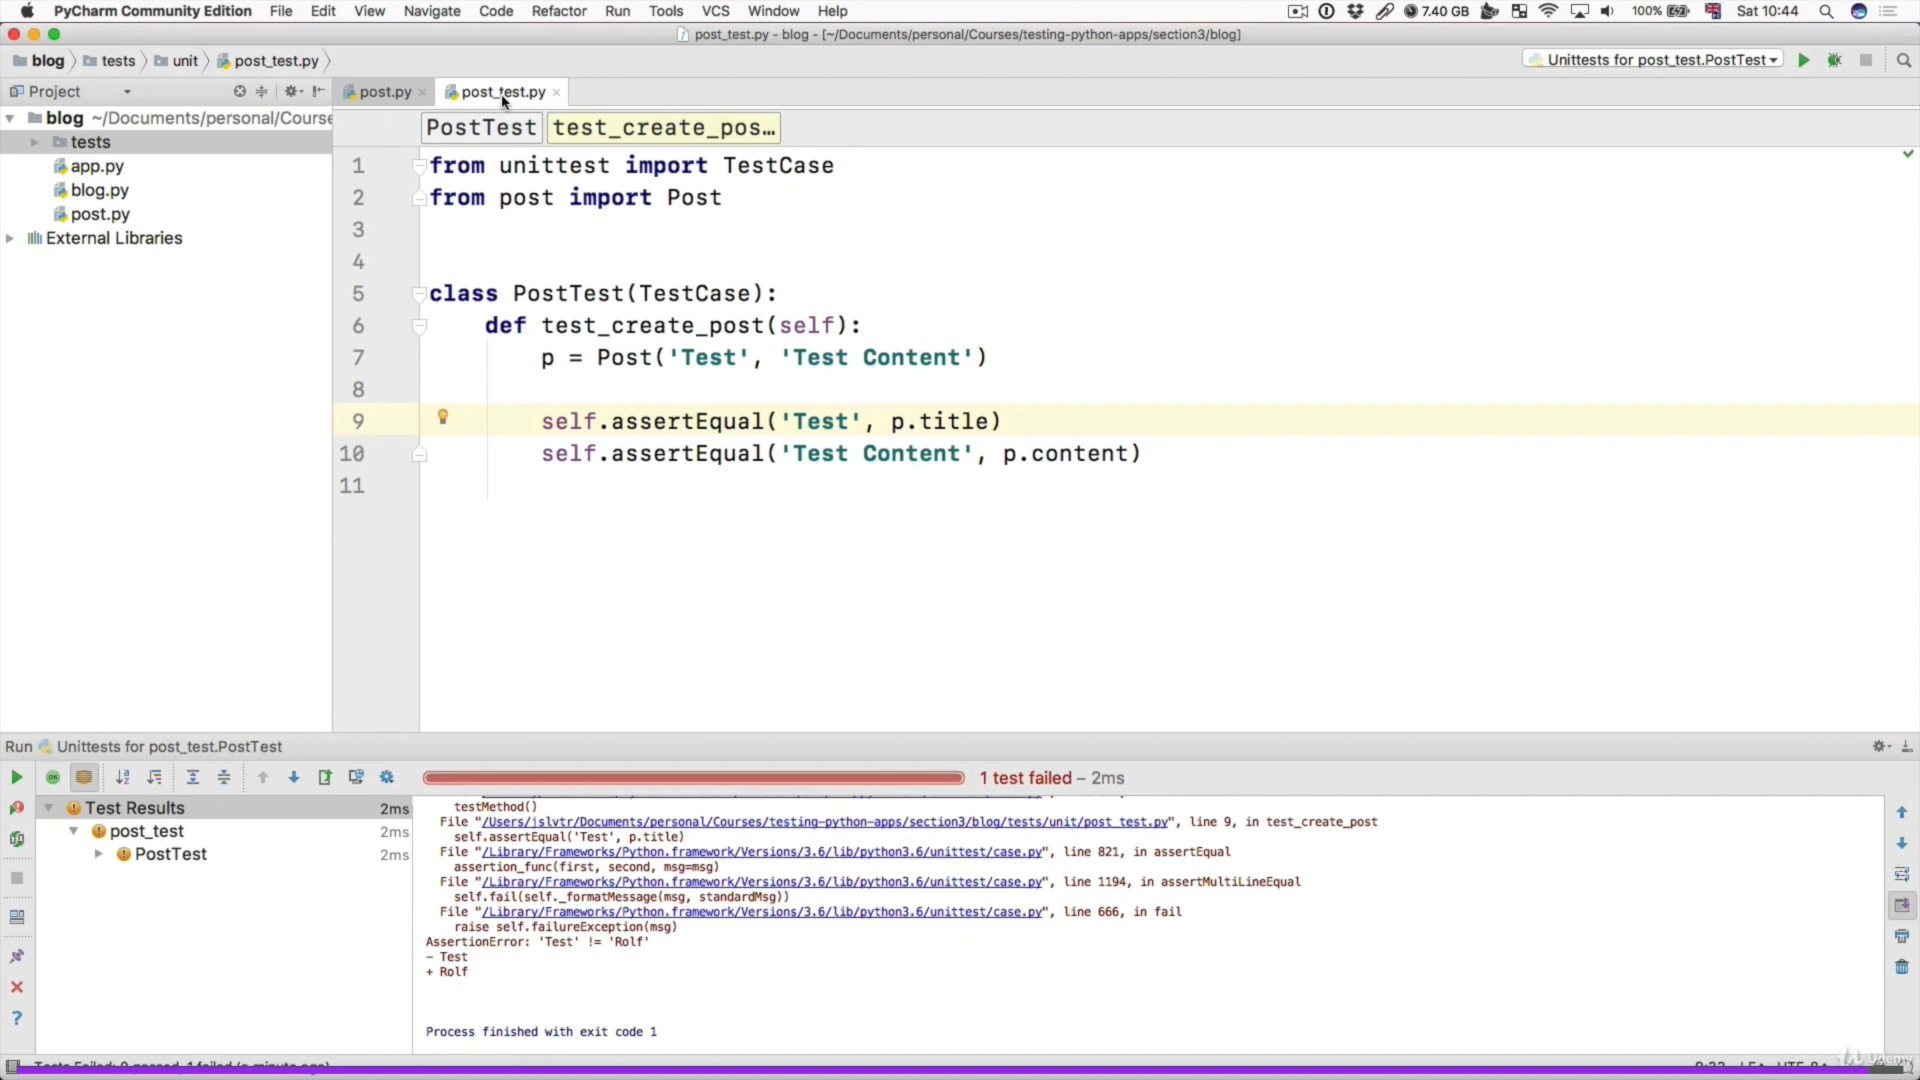 PyCharm Community Edition File Edit View Navigate Code Refactor Run Tools VCS Window Help 7.40 GB 100% Sat 10:44
post_test.py - blog - [~/Documents/personal/Courses/testing-python-apps/section3/blog]
blog tests unit post_test.py Unittests for post_test.PostTest
Project post.py post_test.py
blog ~/Documents/personal/Course
PostTest test_create_pos…
tests
app.py
blog.py
post.py
External Libraries
1 from unittest import TestCase
2 from post import Post
3
4
5 class PostTest(TestCase):
6 def test_create_post(self):
7 p = Post('Test', 'Test Content')
8
9 self.assertEqual('Test', p.title)
10 self.assertEqual('Test Content', p.content)
11
Run Unittests for post_test.PostTest
1 test failed – 2ms
Test Results 2ms
post_test 2ms
PostTest 2ms
testMethod()
File "/Users/jslvtr/Documents/personal/Courses/testing-python-apps/section3/blog/tests/unit/post_test.py", line 9, in test_create_post
self.assertEqual('Test', p.title)
File "/Library/Frameworks/Python.framework/Versions/3.6/lib/python3.6/unittest/case.py", line 821, in assertEqual
assertion_func(first, second, msg=msg)
File "/Library/Frameworks/Python.framework/Versions/3.6/lib/python3.6/unittest/case.py", line 1194, in assertMultiLineEqual
self.fail(self._formatMessage(msg, standardMsg))
File "/Library/Frameworks/Python.framework/Versions/3.6/lib/python3.6/unittest/case.py", line 666, in fail
raise self.failureException(msg)
AssertionError: 'Test' != 'Rolf'
- Test
+ Rolf
Process finished with exit code 1
Tests Failed: 0 passed, 1 failed (a minute ago)
Udemy